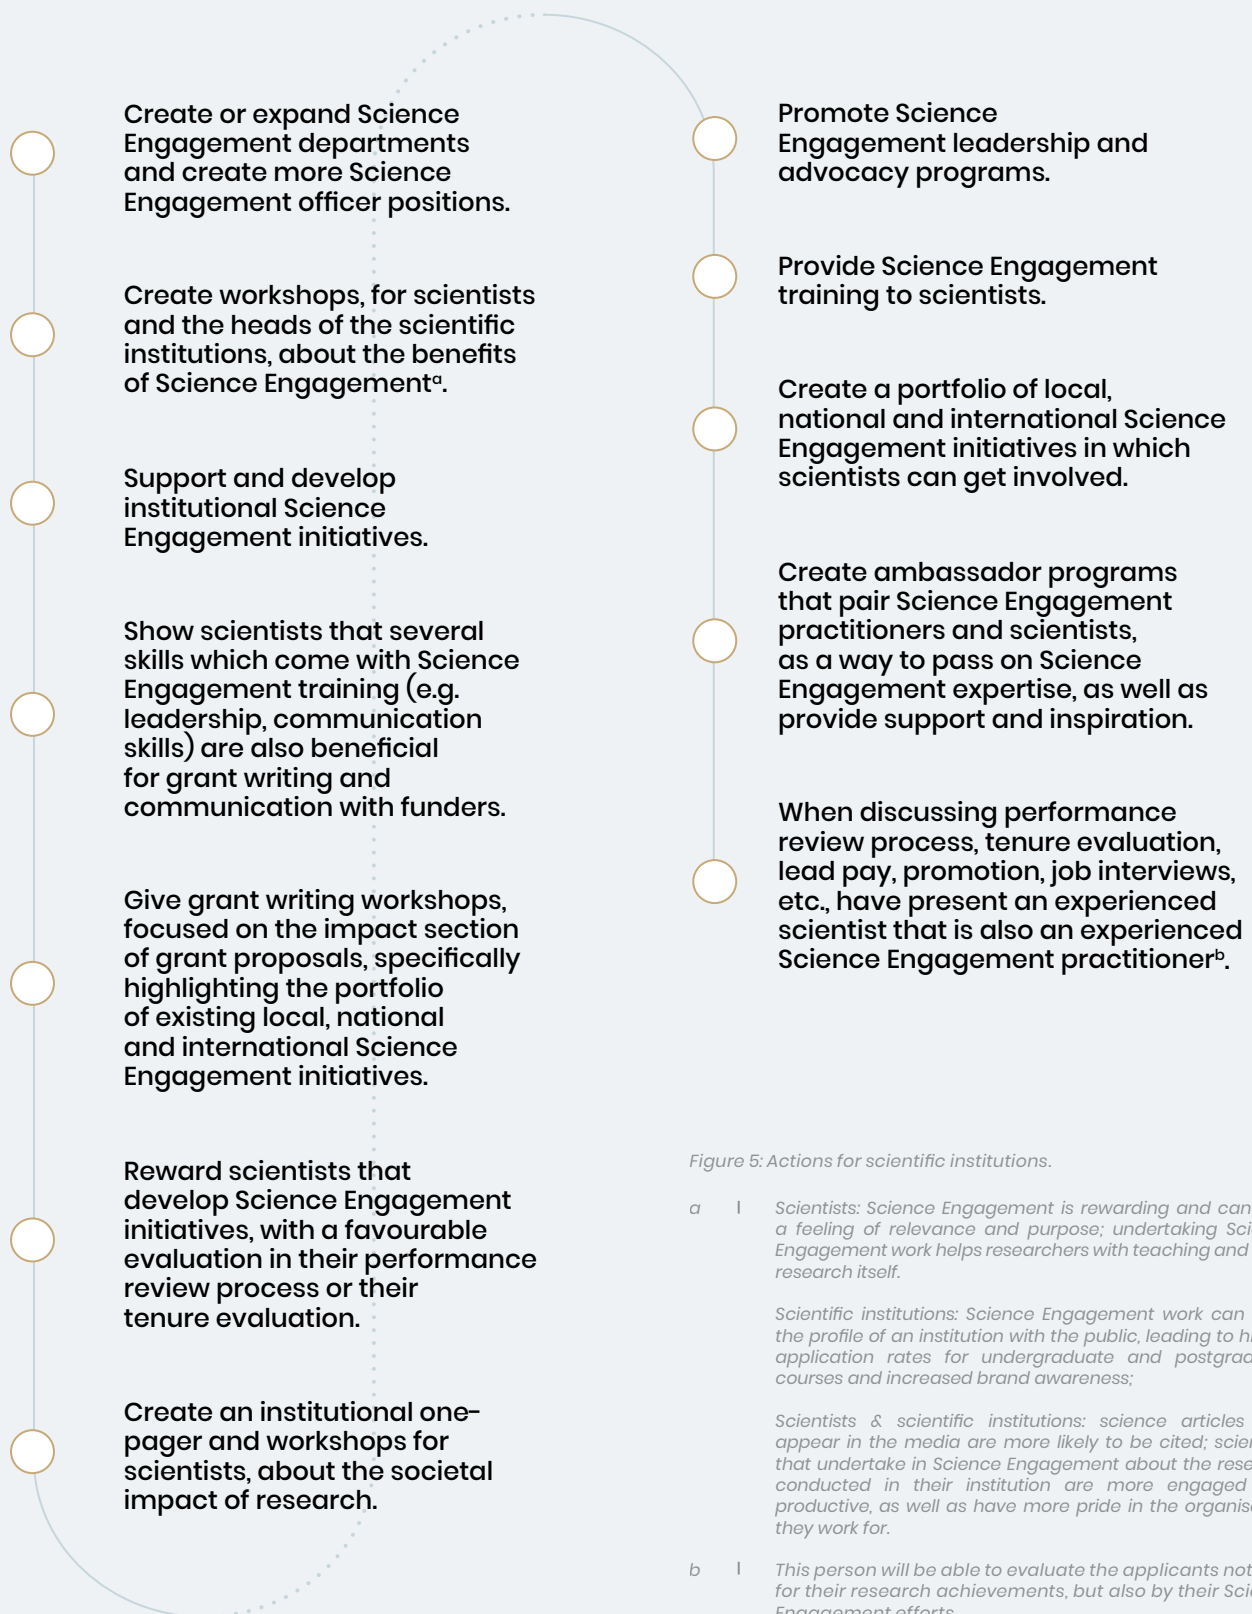 Create or expand Science
Engagement departments
and create more Science
Engagement officer positions.
Create workshops, for scientists
and the heads of the scientific
institutions, about the benefits
of Science Engagementᵃ.
Support and develop
institutional Science
Engagement initiatives.
Show scientists that several
skills which come with Science
Engagement training (e.g.
leadership, communication
skills) are also beneficial
for grant writing and
communication with funders.
Give grant writing workshops,
focused on the impact section
of grant proposals, specifically
highlighting the portfolio
of existing local, national
and international Science
Engagement initiatives.
Reward scientists that
develop Science Engagement
initiatives, with a favourable
evaluation in their performance
review process or their
tenure evaluation.
Create an institutional one-
pager and workshops for
scientists, about the societal
impact of research.
Promote Science
Engagement leadership and
advocacy programs.
Provide Science Engagement
training to scientists.
Create a portfolio of local,
national and international Science
Engagement initiatives in which
scientists can get involved.
Create ambassador programs
that pair Science Engagement
practitioners and scientists,
as a way to pass on Science
Engagement expertise, as well as
provide support and inspiration.
When discussing performance
review process, tenure evaluation,
lead pay, promotion, job interviews,
etc., have present an experienced
scientist that is also an experienced
Science Engagement practitionerᵇ.
Figure 5: Actions for scientific institutions.
a | Scientists: Science Engagement is rewarding and can
a feeling of relevance and purpose; undertaking
Engagement work helps researchers with teaching and
research itself.
Scientific institutions: Science Engagement work can
the profile of an institution with the public, leading to
application rates for undergraduate and
courses and increased brand awareness;
Scientists & scientific institutions: science articles
appear in the media are more likely to be cited;
that undertake in Science Engagement about the
conducted in their institution are more engaged
productive, as well as have more pride in the
they work for.
b | This person will be able to evaluate the applicants not
for their research achievements, but also by their
Engagement efforts